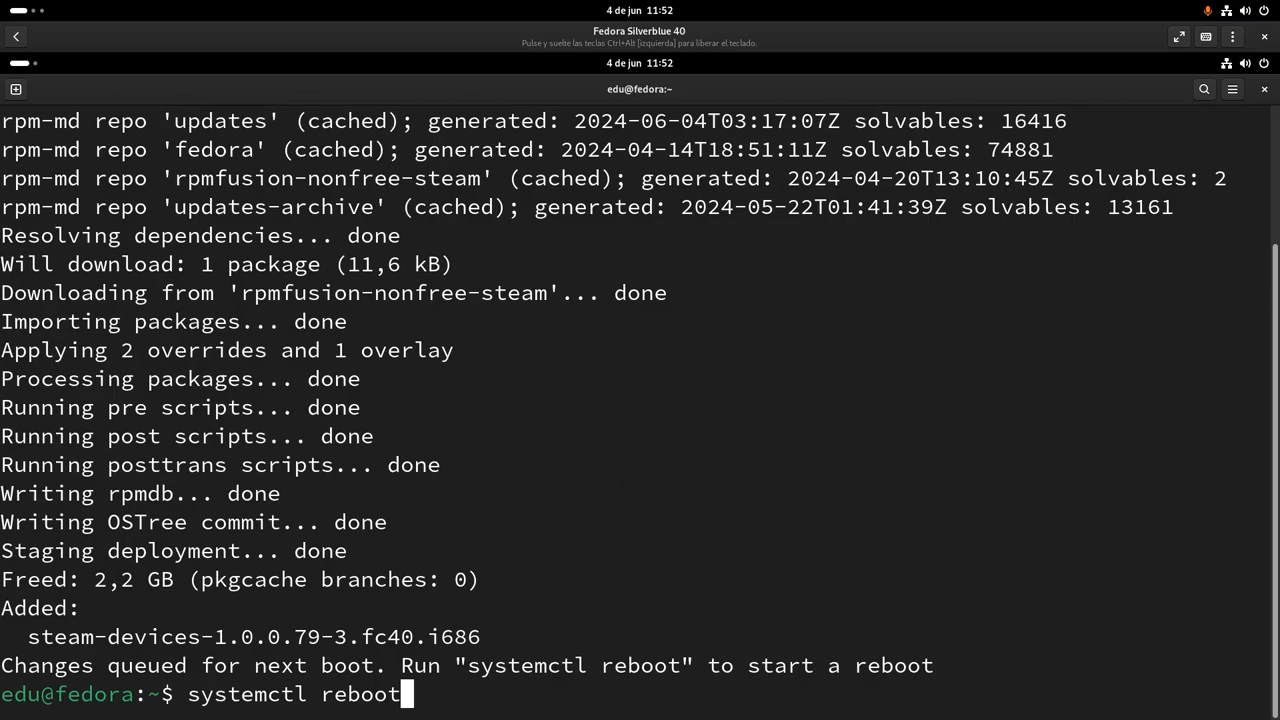 4 de jun 11:52
Fedora Silverblue 40
Pulse y suelte las teclas Ctrl+Alt [izquierda] para liberar el teclado.
4 de jun 11:52
edu@fedora:~
rpm-md repo 'updates' (cached); generated: 2024-06-04T03:17:07Z solvables: 16416
rpm-md repo 'fedora' (cached); generated: 2024-04-14T18:51:11Z solvables: 74881
rpm-md repo 'rpmfusion-nonfree-steam' (cached); generated: 2024-04-20T13:10:45Z solvables: 2
rpm-md repo 'updates-archive' (cached); generated: 2024-05-22T01:41:39Z solvables: 13161
Resolving dependencies... done
Will download: 1 package (11,6 kB)
Downloading from 'rpmfusion-nonfree-steam'... done
Importing packages... done
Applying 2 overrides and 1 overlay
Processing packages... done
Running pre scripts... done
Running post scripts... done
Running posttrans scripts... done
Writing rpmdb... done
Writing OSTree commit... done
Staging deployment... done
Freed: 2,2 GB (pkgcache branches: 0)
Added:
  steam-devices-1.0.0.79-3.fc40.i686
Changes queued for next boot. Run "systemctl reboot" to start a reboot
edu@fedora:~$ systemctl reboot